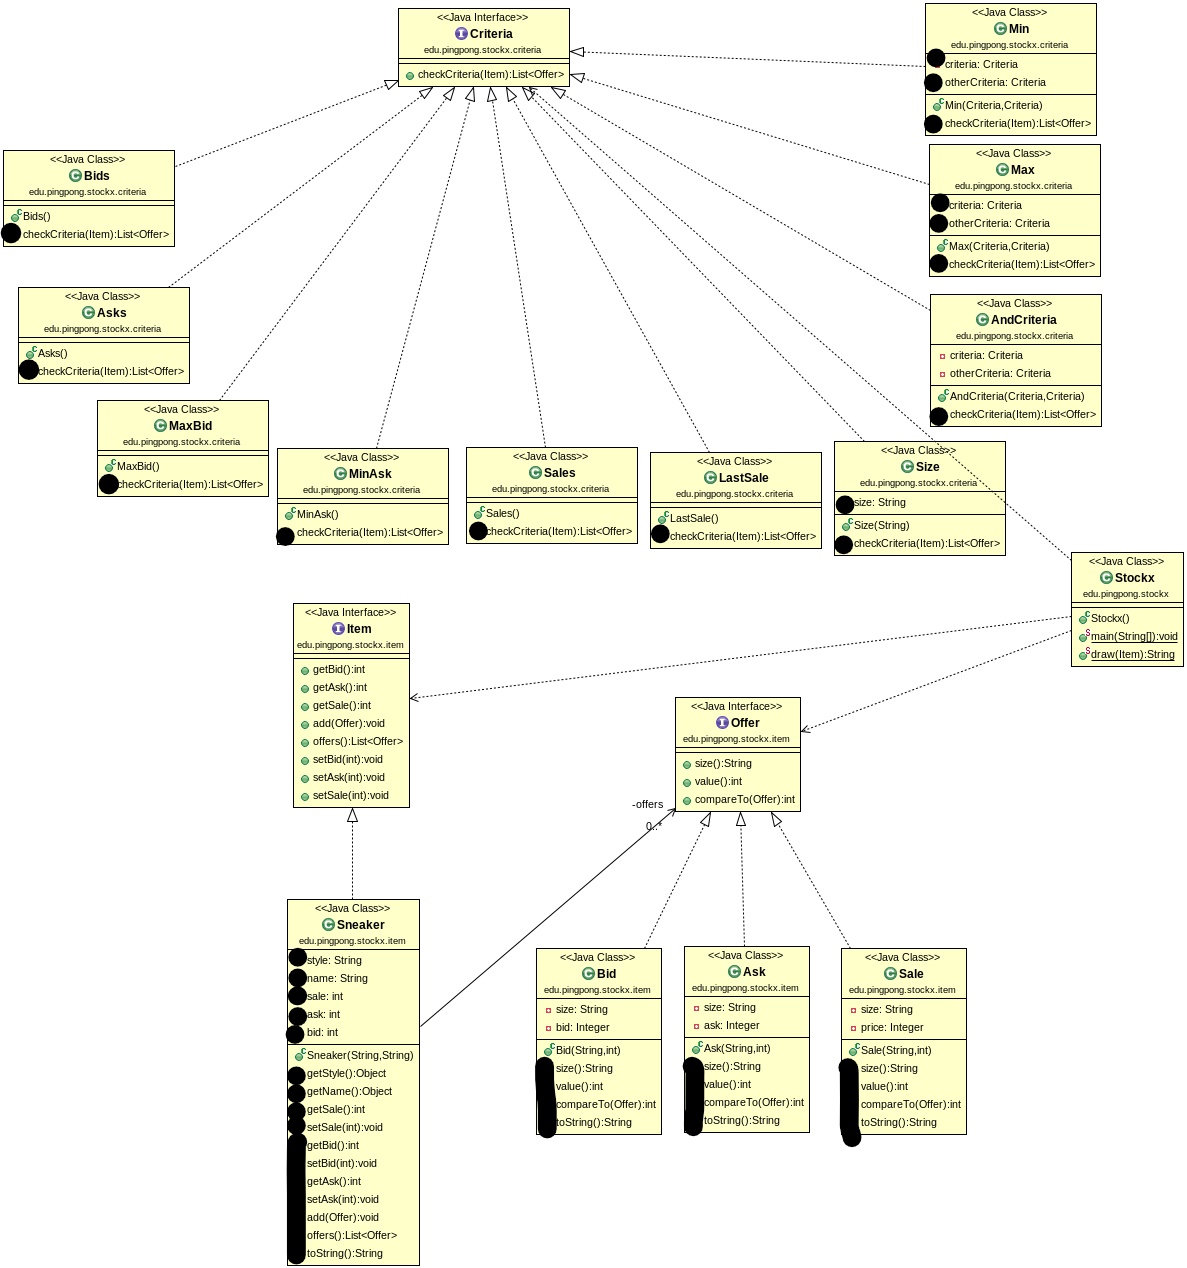 <<Java Interface>>
Criteria
edu.pingpong.stockx.criteria
checkCriteria(Item):List<Offer>
<<Java Class>>
Min
edu.pingpong.stockx.criteria
criteria: Criteria
otherCriteria: Criteria
Min(Criteria,Criteria)
checkCriteria(Item):List<Offer>
<<Java Class>>
Max
edu.pingpong.stockx.criteria
criteria: Criteria
otherCriteria: Criteria
Max(Criteria,Criteria)
checkCriteria(Item):List<Offer>
<<Java Class>>
Bids
edu.pingpong.stockx.criteria
Bids()
checkCriteria(Item):List<Offer>
<<Java Class>>
Asks
edu.pingpong.stockx.criteria
Asks()
checkCriteria(Item):List<Offer>
<<Java Class>>
AndCriteria
edu.pingpong.stockx.criteria
criteria: Criteria
otherCriteria: Criteria
AndCriteria(Criteria,Criteria)
checkCriteria(Item):List<Offer>
<<Java Class>>
MaxBid
edu.pingpong.stockx.criteria
MaxBid()
checkCriteria(Item):List<Offer>
<<Java Class>>
MinAsk
edu.pingpong.stockx.criteria
MinAsk()
checkCriteria(Item):List<Offer>
<<Java Class>>
Sales
edu.pingpong.stockx.criteria
Sales()
checkCriteria(Item):List<Offer>
<<Java Class>>
LastSale
edu.pingpong.stockx.criteria
LastSale()
checkCriteria(Item):List<Offer>
<<Java Class>>
Size
edu.pingpong.stockx.criteria
size: String
Size(String)
checkCriteria(Item):List<Offer>
<<Java Class>>
Stockx
edu.pingpong.stockx
Stockx()
main(String[]):void
draw(Item):String
<<Java Interface>>
Item
edu.pingpong.stockx.item
getBid():int
getAsk():int
getSale():int
add(Offer):void
offers():List<Offer>
setBid(int):void
setAsk(int):void
setSale(int):void
<<Java Interface>>
Offer
edu.pingpong.stockx.item
size():String
value():int
compareTo(Offer):int
-offers
0..*
<<Java Class>>
Sneaker
edu.pingpong.stockx.item
style: String
name: String
sale: int
ask: int
bid: int
Sneaker(String,String)
getStyle():Object
getName():Object
getSale():int
setSale(int):void
getBid():int
setBid(int):void
getAsk():int
setAsk(int):void
add(Offer):void
offers():List<Offer>
toString():String
<<Java Class>>
Bid
edu.pingpong.stockx.item
size: String
bid: Integer
Bid(String,int)
size():String
value():int
compareTo(Offer):int
toString():String
<<Java Class>>
Ask
edu.pingpong.stockx.item
size: String
ask: Integer
Ask(String,int)
size():String
value():int
compareTo(Offer):int
toString():String
<<Java Class>>
Sale
edu.pingpong.stockx.item
size: String
price: Integer
Sale(String,int)
size():String
value():int
compareTo(Offer):int
toString():String